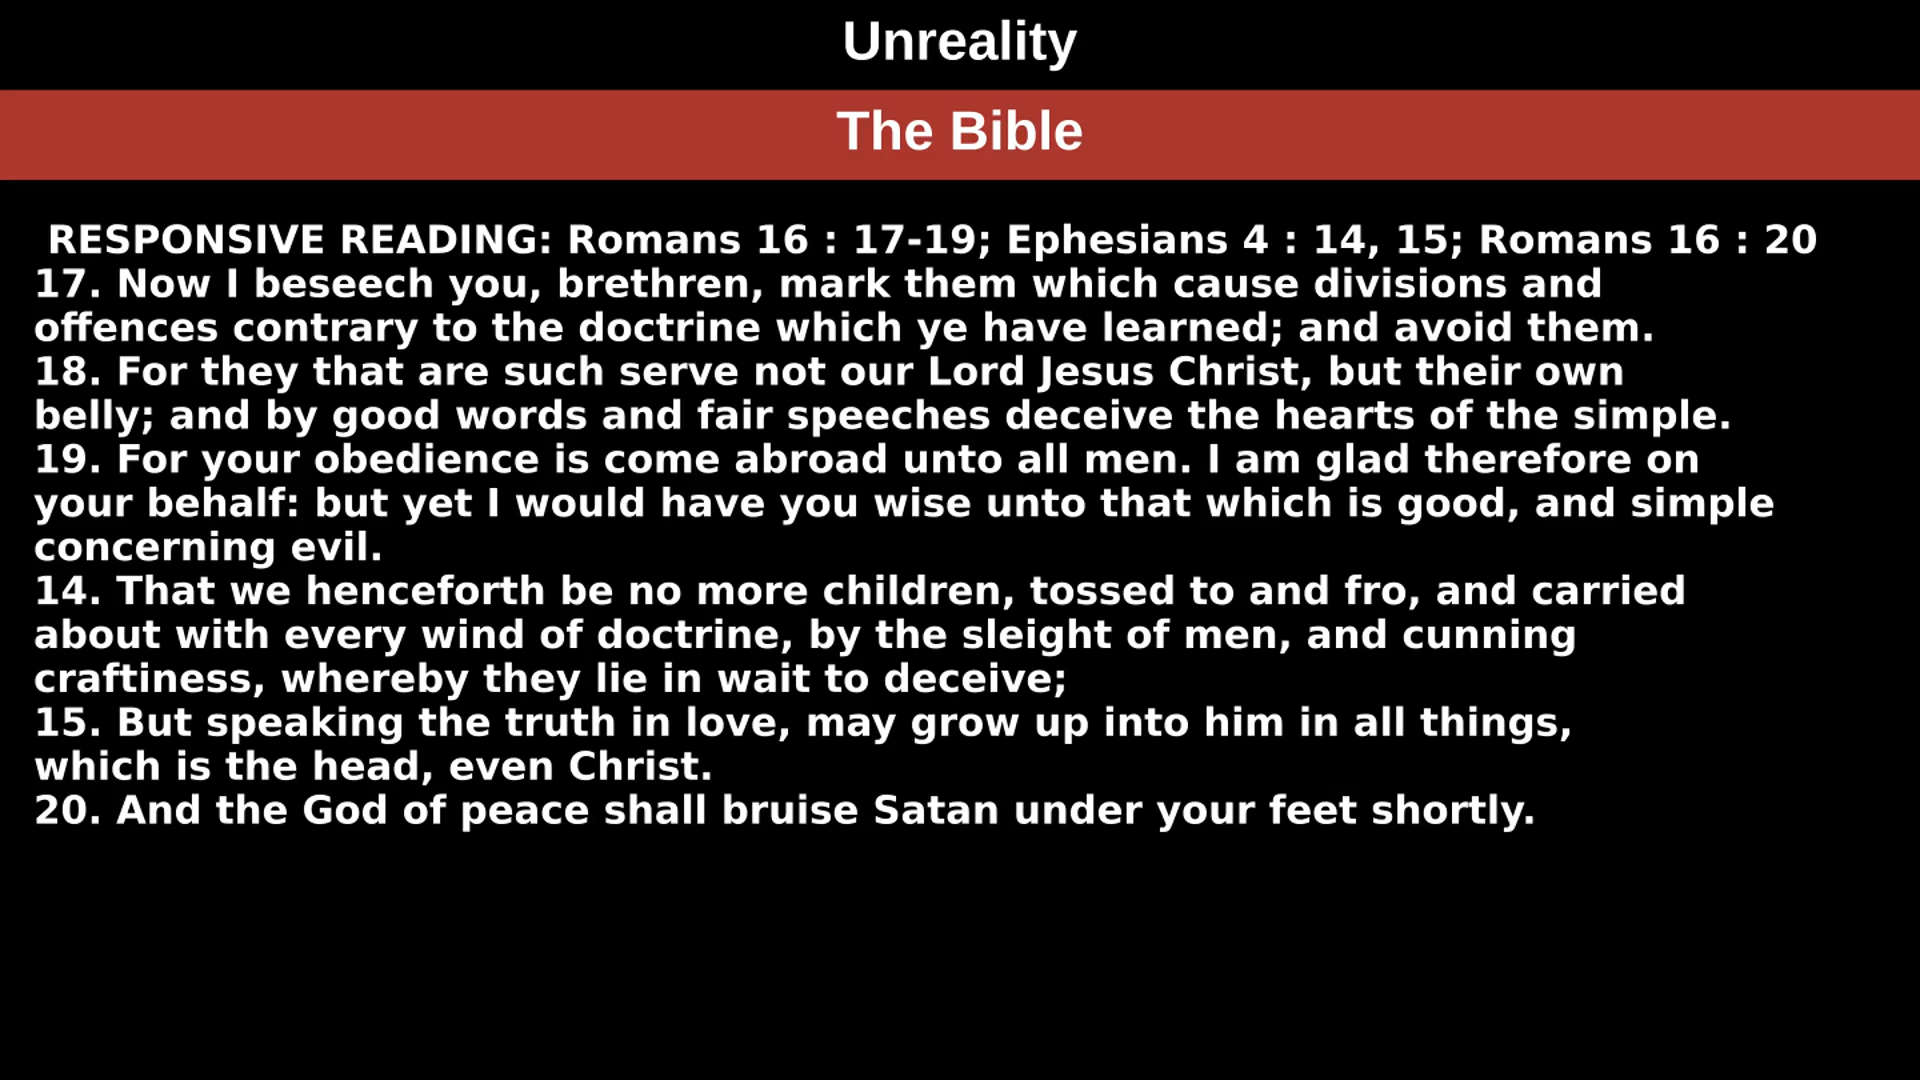 Unreality
The Bible
RESPONSIVE READING: Romans 16 : 17-19; Ephesians 4 : 14, 15; Romans 16 : 20
17. Now I beseech you, brethren, mark them which cause divisions and
offences contrary to the doctrine which ye have learned; and avoid them.
18. For they that are such serve not our Lord Jesus Christ, but their own
belly; and by good words and fair speeches deceive the hearts of the simple.
19. For your obedience is come abroad unto all men. I am glad therefore on
your behalf: but yet I would have you wise unto that which is good, and simple
concerning evil.
14. That we henceforth be no more children, tossed to and fro, and carried
about with every wind of doctrine, by the sleight of men, and cunning
craftiness, whereby they lie in wait to deceive;
15. But speaking the truth in love, may grow up into him in all things,
which is the head, even Christ.
20. And the God of peace shall bruise Satan under your feet shortly.